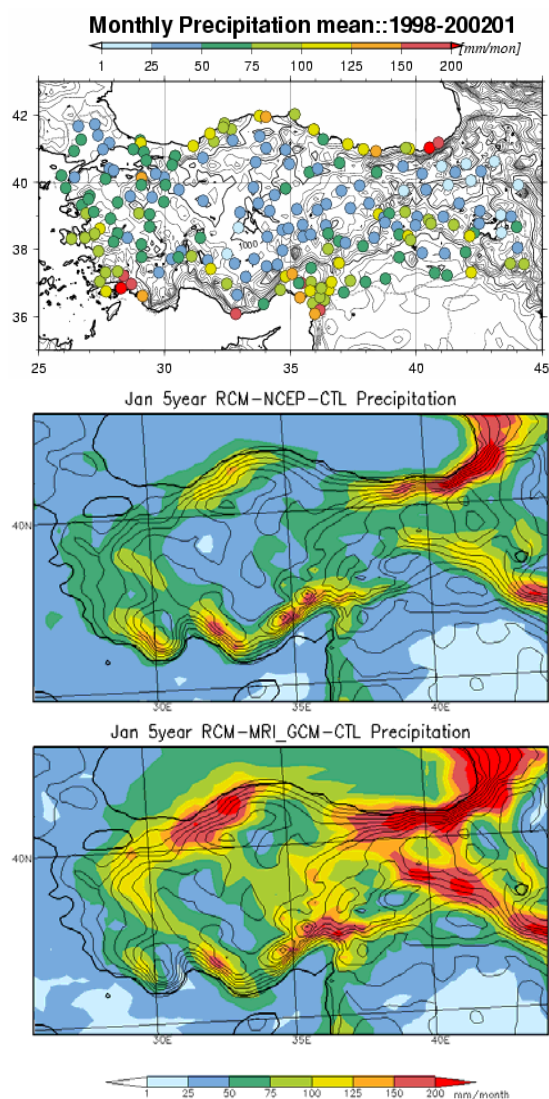 Monthly Precipitation mean::1998-200201
[mm/mon]
1 25 50 75 100 125 150 200
42
40
38
36
1000
25 30 35 40 45
Jan 5year RCM-NCEP-CTL Precipitation
40N
30E 35E 40E
Jan 5year RCM-MRI_GCM-CTL Precipitation
40N
30E 35E 40E
1 25 50 75 100 125 150 200 mm/month